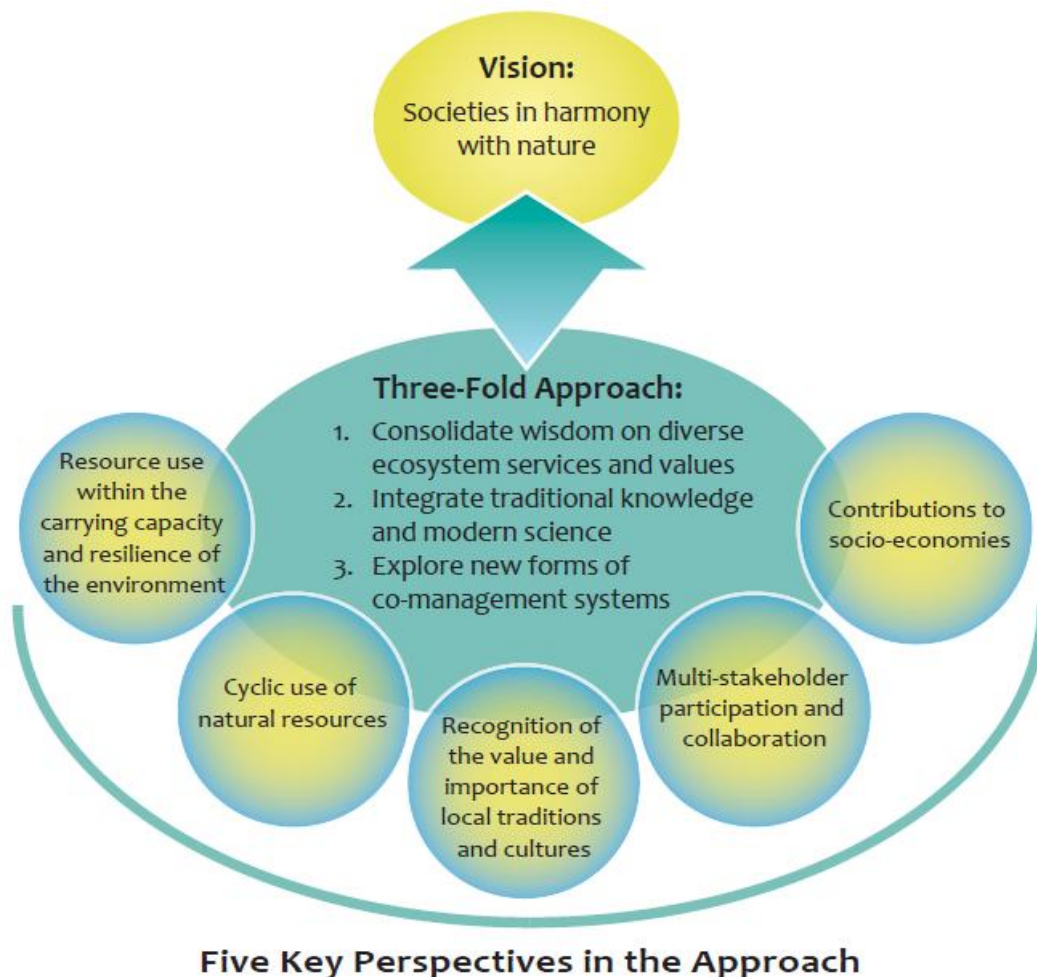 Vision:
Societies in harmony
with nature
Three-Fold Approach:
1. Consolidate wisdom on diverse
ecosystem services and values
2. Integrate traditional knowledge
and modern science
3. Explore new forms of
co-management systems
Resource use
within the
carrying capacity
and resilience of
the environment
Cyclic use of
natural resources
Recognition of
the value and
importance of
local traditions
and cultures
Multi-stakeholder
participation and
collaboration
Contributions to
socio-economies
Five Key Perspectives in the Approach